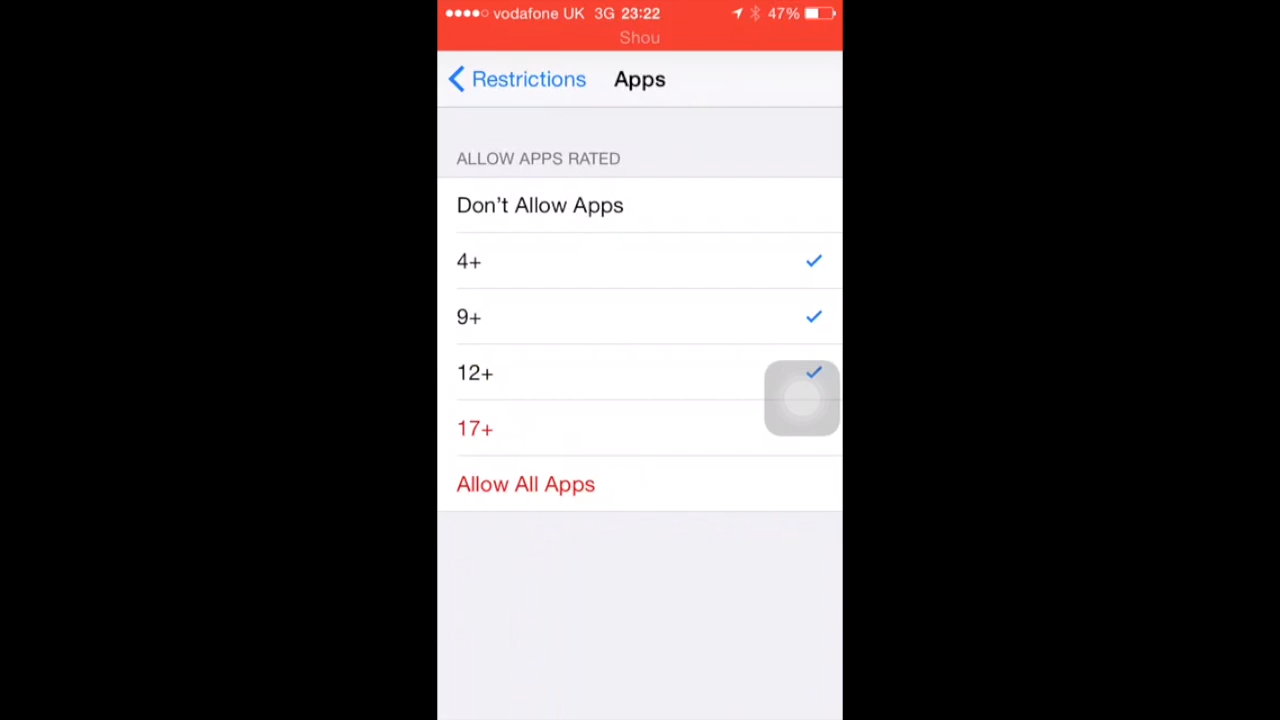 vodafone UK 3G 23:22 47%
Shou
Restrictions Apps
ALLOW APPS RATED
Don't Allow Apps
4+
9+
12+
17+
Allow All Apps